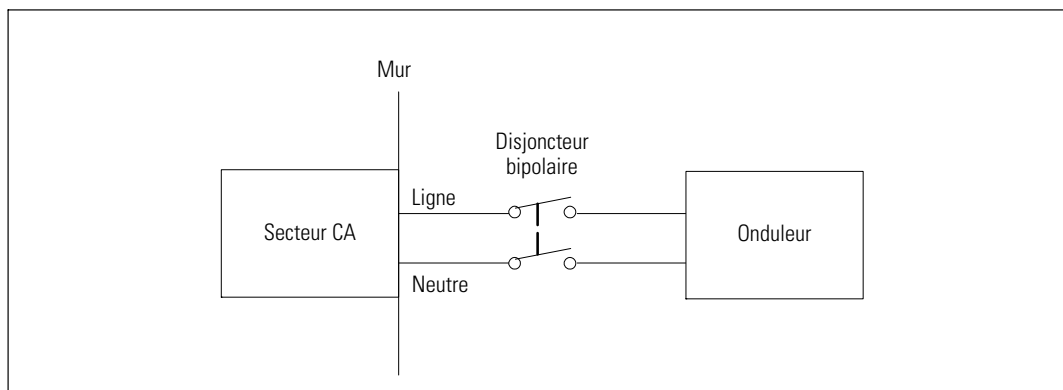 Mur
Disjoncteur
bipolaire
Ligne
Secteur CA
Onduleur
Neutre